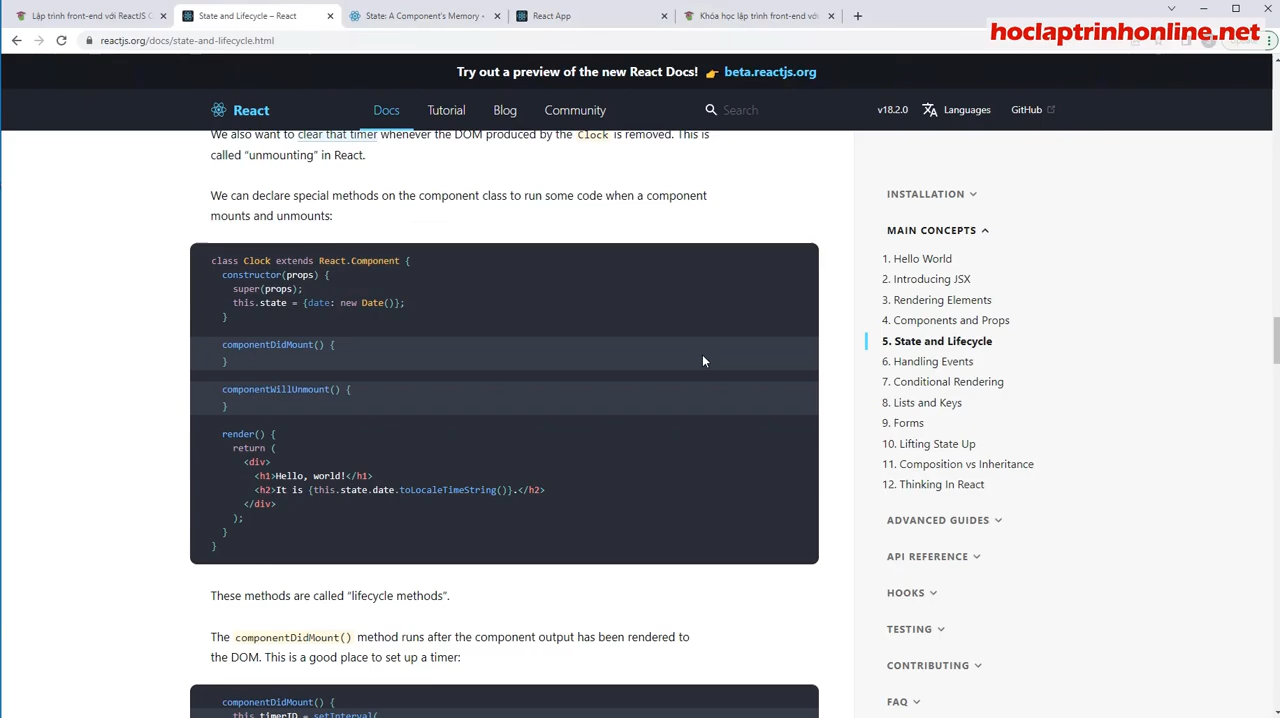 Lập trình front-end với ReactJS C
State and Lifecycle – React
State: A Component's Memory -
React App
Khóa học lập trình front-end với
hoclaptrinhonline.net
reactjs.org/docs/state-and-lifecycle.html
Try out a preview of the new React Docs! 👉 beta.reactjs.org
React
Docs
Tutorial
Blog
Community
Search
v18.2.0
Languages
GitHub
We also want to clear that timer whenever the DOM produced by the Clock is removed. This is
called “unmounting” in React.
We can declare special methods on the component class to run some code when a component
mounts and unmounts:
class Clock extends React.Component {
constructor(props) {
super(props);
this.state = {date: new Date()};
}
componentDidMount() {
}
componentWillUnmount() {
}
render() {
return (
<div>
<h1>Hello, world!</h1>
<h2>It is {this.state.date.toLocaleTimeString()}.</h2>
</div>
);
}
}
These methods are called “lifecycle methods”.
The componentDidMount() method runs after the component output has been rendered to
the DOM. This is a good place to set up a timer:
componentDidMount() {
this.timerID = setInterval(
INSTALLATION
MAIN CONCEPTS
1. Hello World
2. Introducing JSX
3. Rendering Elements
4. Components and Props
5. State and Lifecycle
6. Handling Events
7. Conditional Rendering
8. Lists and Keys
9. Forms
10. Lifting State Up
11. Composition vs Inheritance
12. Thinking In React
ADVANCED GUIDES
API REFERENCE
HOOKS
TESTING
CONTRIBUTING
FAQ